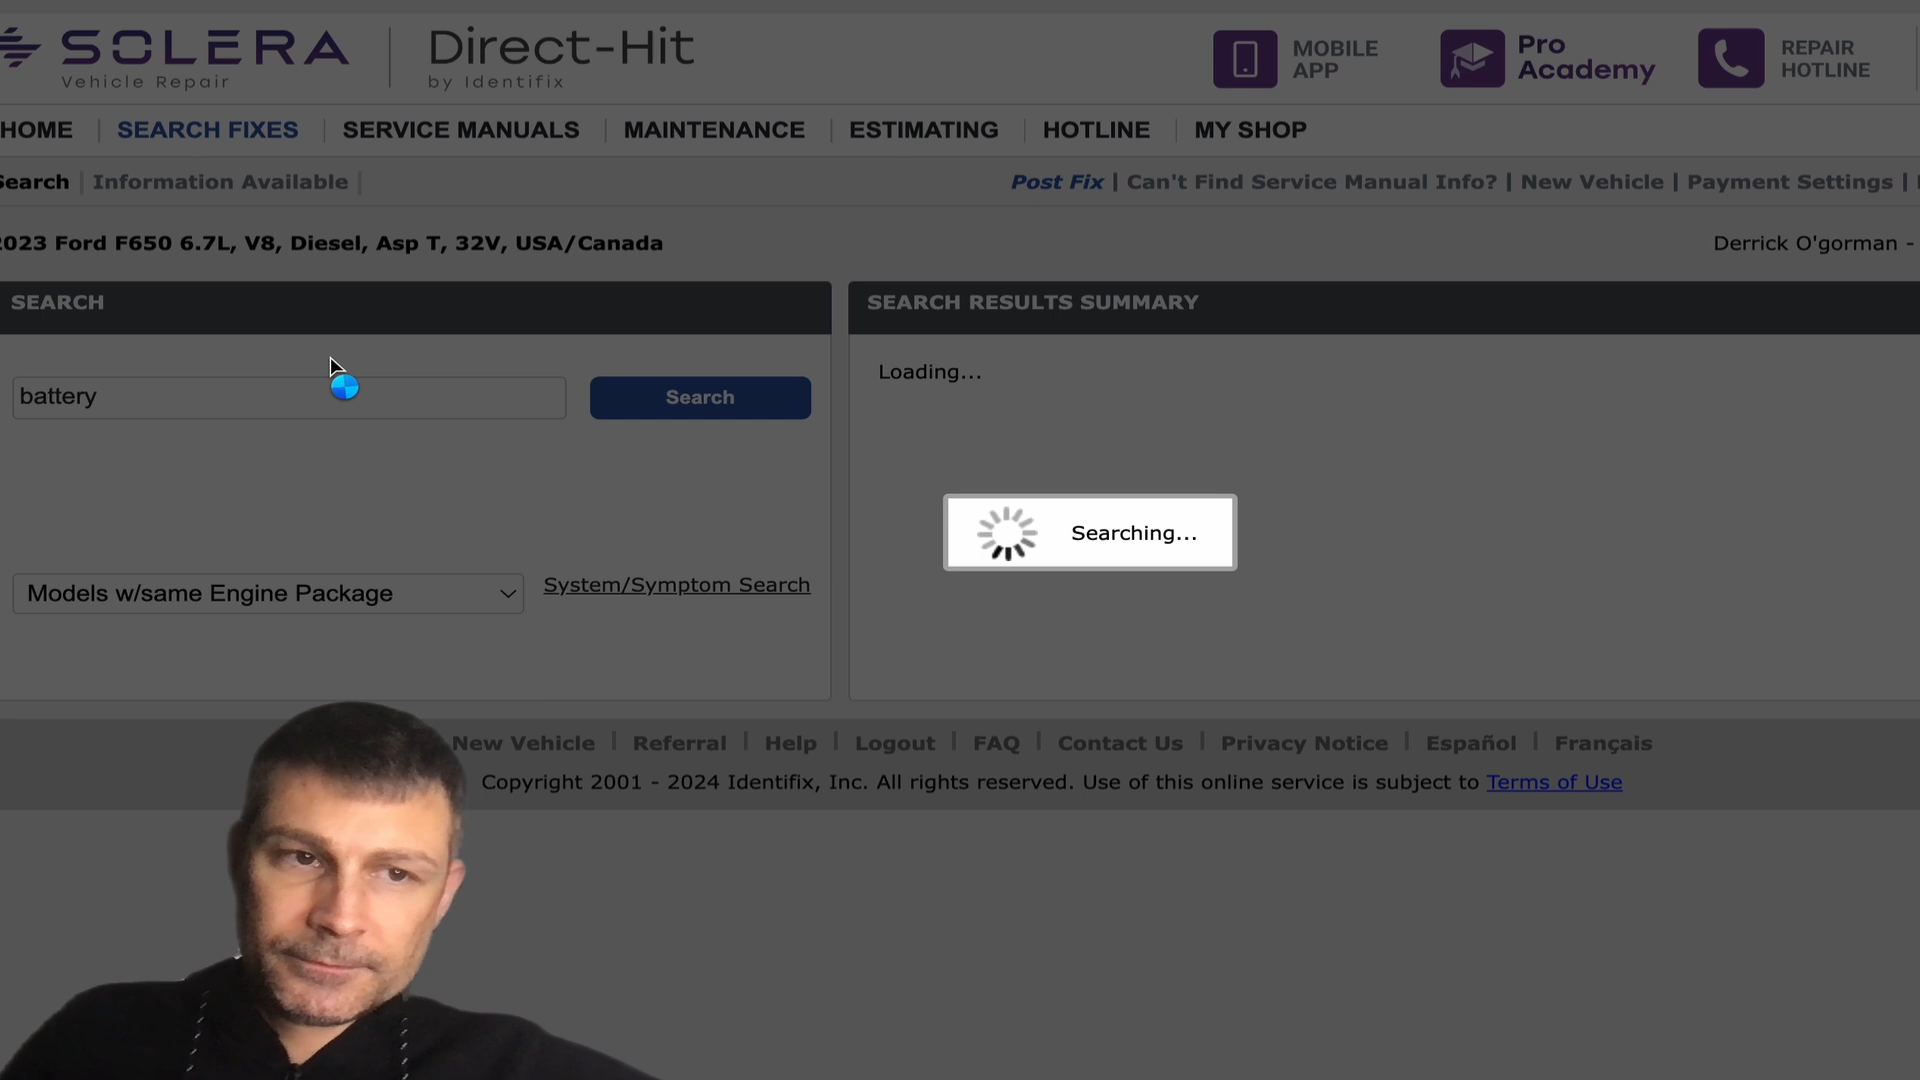 SOLERA
Vehicle Repair
Direct-Hit
by Identifix
MOBILE
APP
Pro
Academy
REPAIR
HOTLINE
HOME
SEARCH FIXES
SERVICE MANUALS
MAINTENANCE
ESTIMATING
HOTLINE
MY SHOP
Search
Information Available
Post Fix | Can't Find Service Manual Info? | New Vehicle | Payment Settings |
2023 Ford F650 6.7L, V8, Diesel, Asp T, 32V, USA/Canada
Derrick O'gorman -
SEARCH
SEARCH RESULTS SUMMARY
battery
Search
Loading...
Searching...
Models w/same Engine Package
System/Symptom Search
New Vehicle | Referral | Help | Logout | FAQ | Contact Us | Privacy Notice | Español | Français
Copyright 2001 - 2024 Identifix, Inc. All rights reserved. Use of this online service is subject to Terms of Use